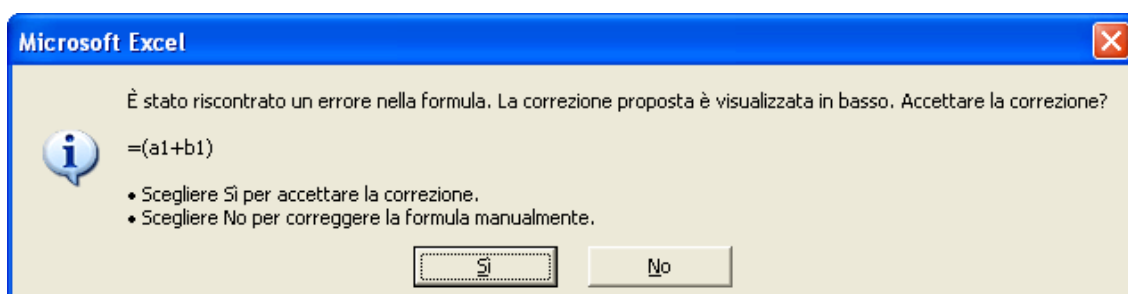 Microsoft Excel
È stato riscontrato un errore nella formula. La correzione proposta è visualizzata in basso. Accettare la correzione?
=(a1+b1)
• Scegliere Sì per accettare la correzione.
• Scegliere No per correggere la formula manualmente.
Sì No